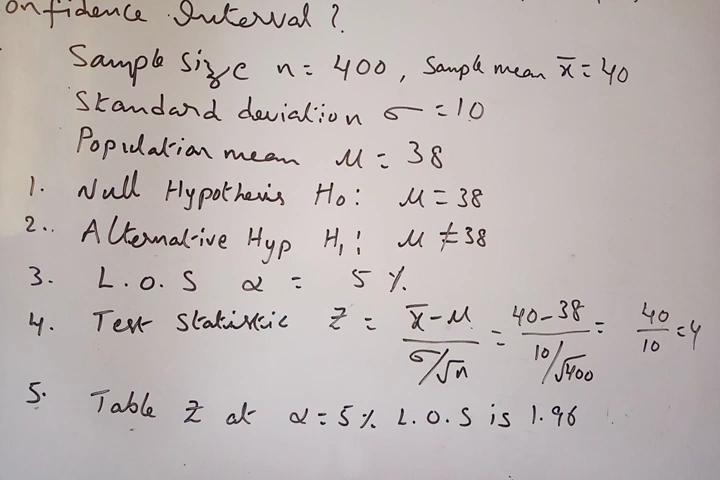 onfidence Interval ?
Sample Size n = 400 , Sample mean x̄ = 40
Standard deviation σ = 10
Population mean μ = 38
1. Null Hypothesis H₀ : μ = 38
2.. Alternative Hyp H₁ : μ ≠ 38
3. L.O.S α = 5 %
4. Test Statistic Z = (x̄ - μ)/(σ/√n) = (40 - 38)/(10/√400) = 40/10 = 4
5. Table Z at α = 5 % L.O.S is 1.96